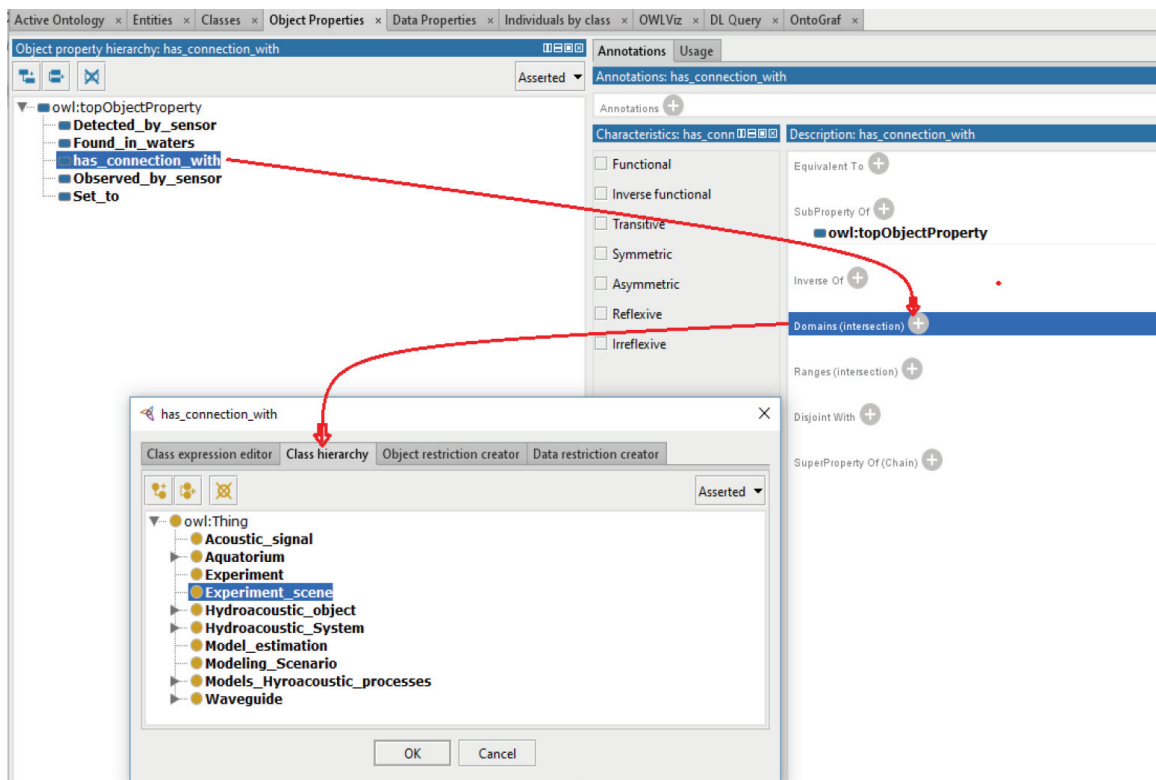 Active Ontology × Entities × Classes × Object Properties × Data Properties × Individuals by class × OWLViz × DL Query × OntoGraf ×
Object property hierarchy: has_connection_with
Asserted
owl:topObjectProperty
Detected_by_sensor
Found_in_waters
has_connection_with
Observed_by_sensor
Set_to
Annotations Usage
Annotations: has_connection_with
Annotations
Characteristics: has_conn
Functional
Inverse functional
Transitive
Symmetric
Asymmetric
Reflexive
Irreflexive
Description: has_connection_with
Equivalent To
SubProperty Of
owl:topObjectProperty
Inverse Of
Domains (intersection)
Ranges (intersection)
Disjoint With
SuperProperty Of (Chain)
has_connection_with
Class expression editor Class hierarchy Object restriction creator Data restriction creator
Asserted
owl:Thing
Acoustic_signal
Aquatorium
Experiment
Experiment_scene
Hydroacoustic_object
Hydroacoustic_System
Model_estimation
Modeling_Scenario
Models_Hyroacoustic_processes
Waveguide
OK Cancel